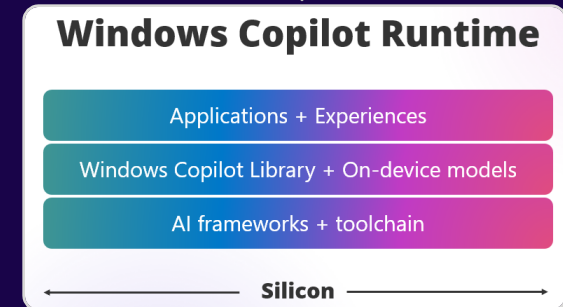 Windows Copilot Runtime
Applications + Experiences
Windows Copilot Library + On-device models
AI frameworks + toolchain
Silicon